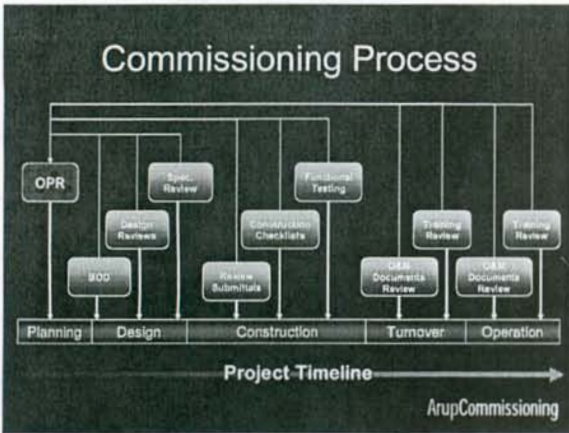 Commissioning Process
OPR
Spec.
Review
Functional
Testing
Design
Reviews
Construction
Checklists
Training
Review
Training
Review
BOD
Review
Submittals
O&M
Documents
Review
O&M
Documents
Review
Planning
Design
Construction
Turnover
Operation
Project Timeline
ArupCommissioning